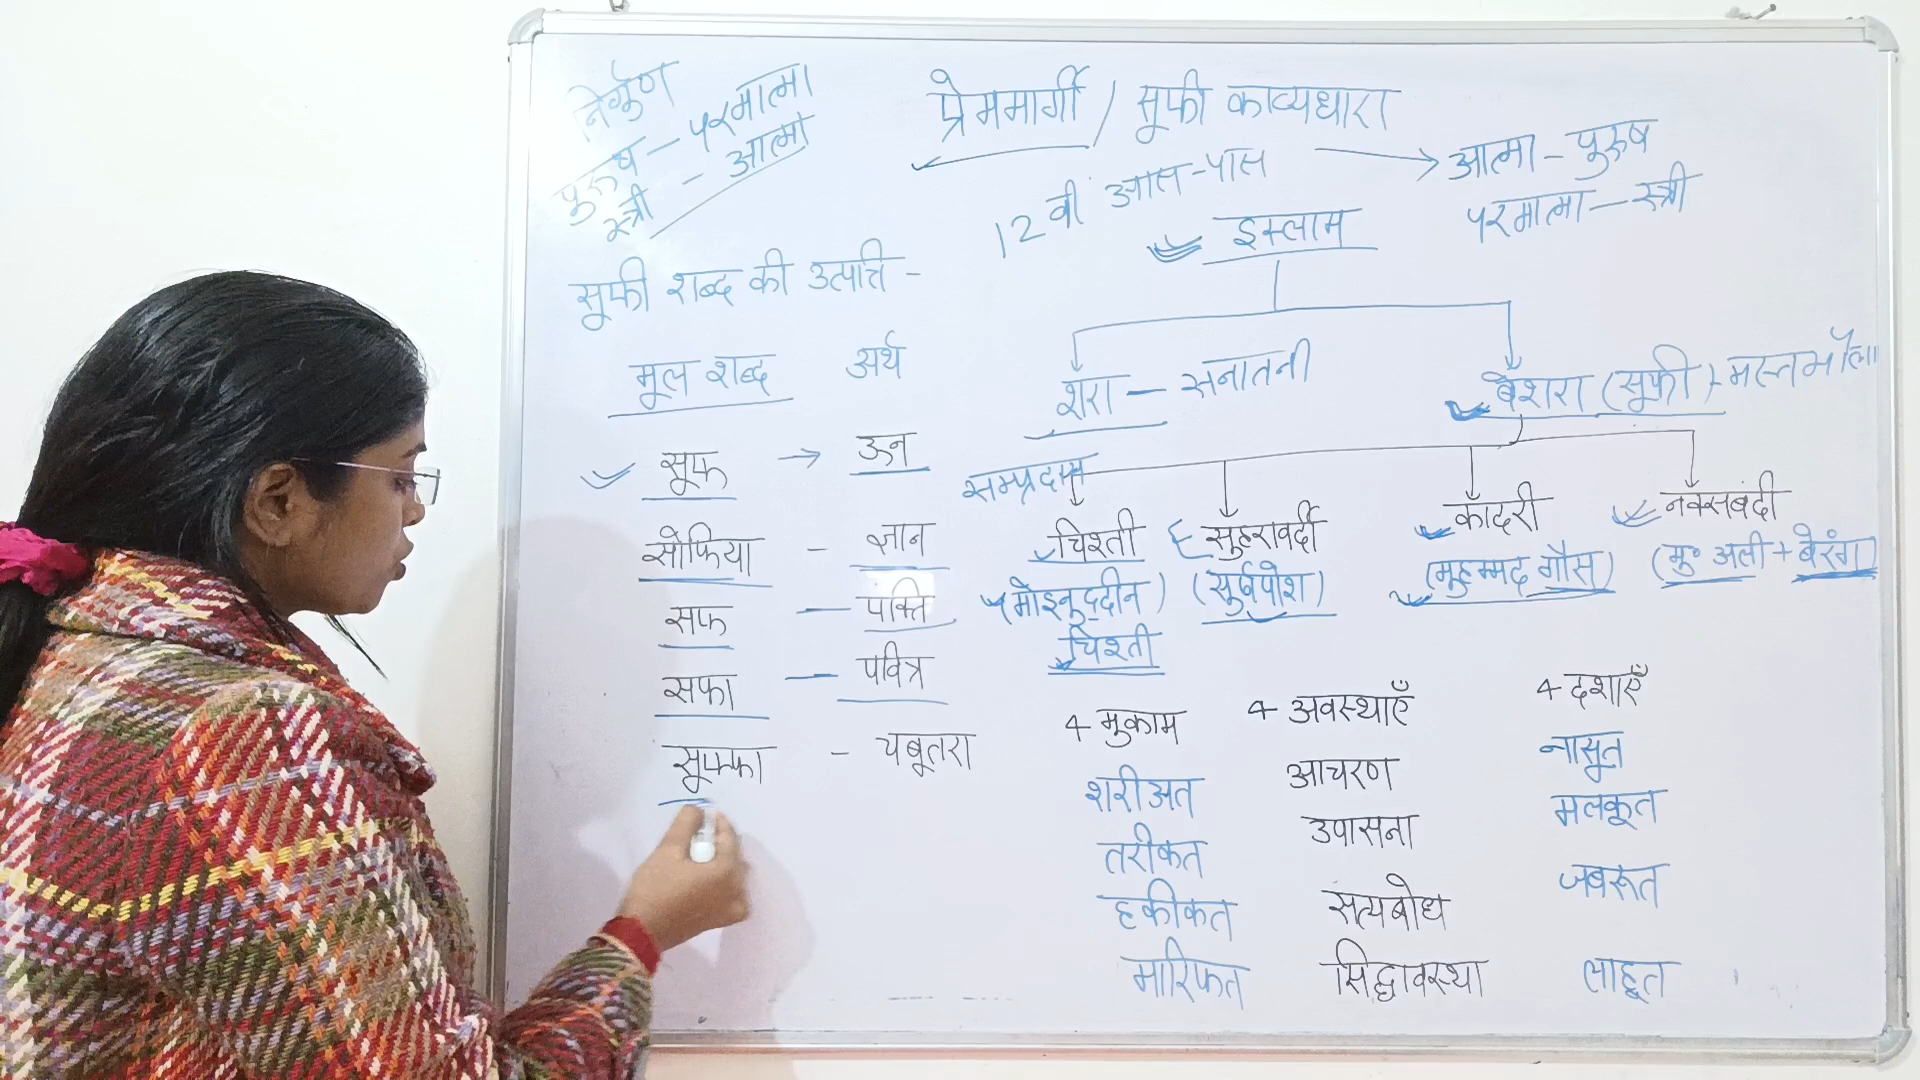 निर्गुण
पुरुष – परमात्मा
स्त्री – आत्मा
प्रेममार्गी / सूफी काव्यधारा
12 वी आस-पास → आत्मा – पुरुष
परमात्मा – स्त्री
इस्लाम
शरा – सनातनी
बेशरा (सूफी) + मस्तमौला
सूफी शब्द की उत्पत्ति –
मूल शब्द अर्थ
सूफ → ऊन
सोफिया – ज्ञान
सफ – पंक्ति
सफा – पवित्र
सूफ्फा – चबूतरा
सम्प्रदाय
चिश्ती
(मोइनुद्दीन)
चिश्ती
सुहरावर्दी
(सुर्खपोश)
कादरी
(मुहम्मद गौस)
नक्सबंदी
(मु॰ अली + बेरंग)
4 मुकाम
शरीअत
तरीकत
हकीकत
मारिफत
4 अवस्थाएँ
आचरण
उपासना
सत्यबोध
सिद्धावस्था
4 दशाएँ
नासूत
मलकूत
जबरूत
लाहूत